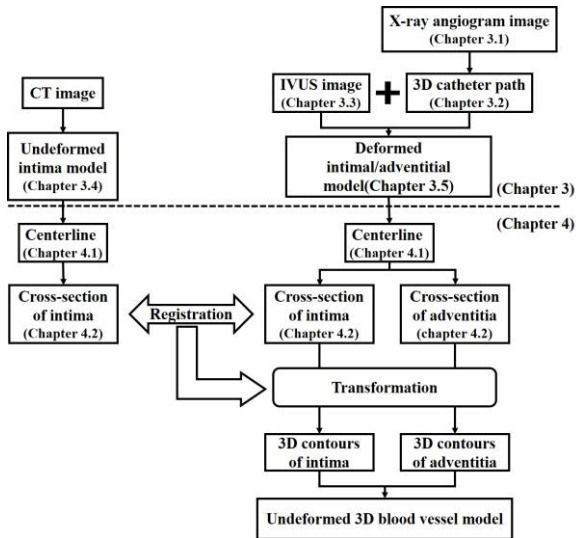 X-ray angiogram image
(Chapter 3.1)
CT image
IVUS image
(Chapter 3.3)
+
3D catheter path
(Chapter 3.2)
Undeformed
intima model
(Chapter 3.4)
Deformed
intimal/adventitial
model(Chapter 3.5)
(Chapter 3)
(Chapter 4)
Centerline
(Chapter 4.1)
Centerline
(Chapter 4.1)
Cross-section
of intima
(Chapter 4.2)
Registration
Cross-section
of intima
(Chapter 4.2)
Cross-section
of adventitia
(chapter 4.2)
Transformation
3D contours
of intima
3D contours
of adventitia
Undeformed 3D blood vessel model